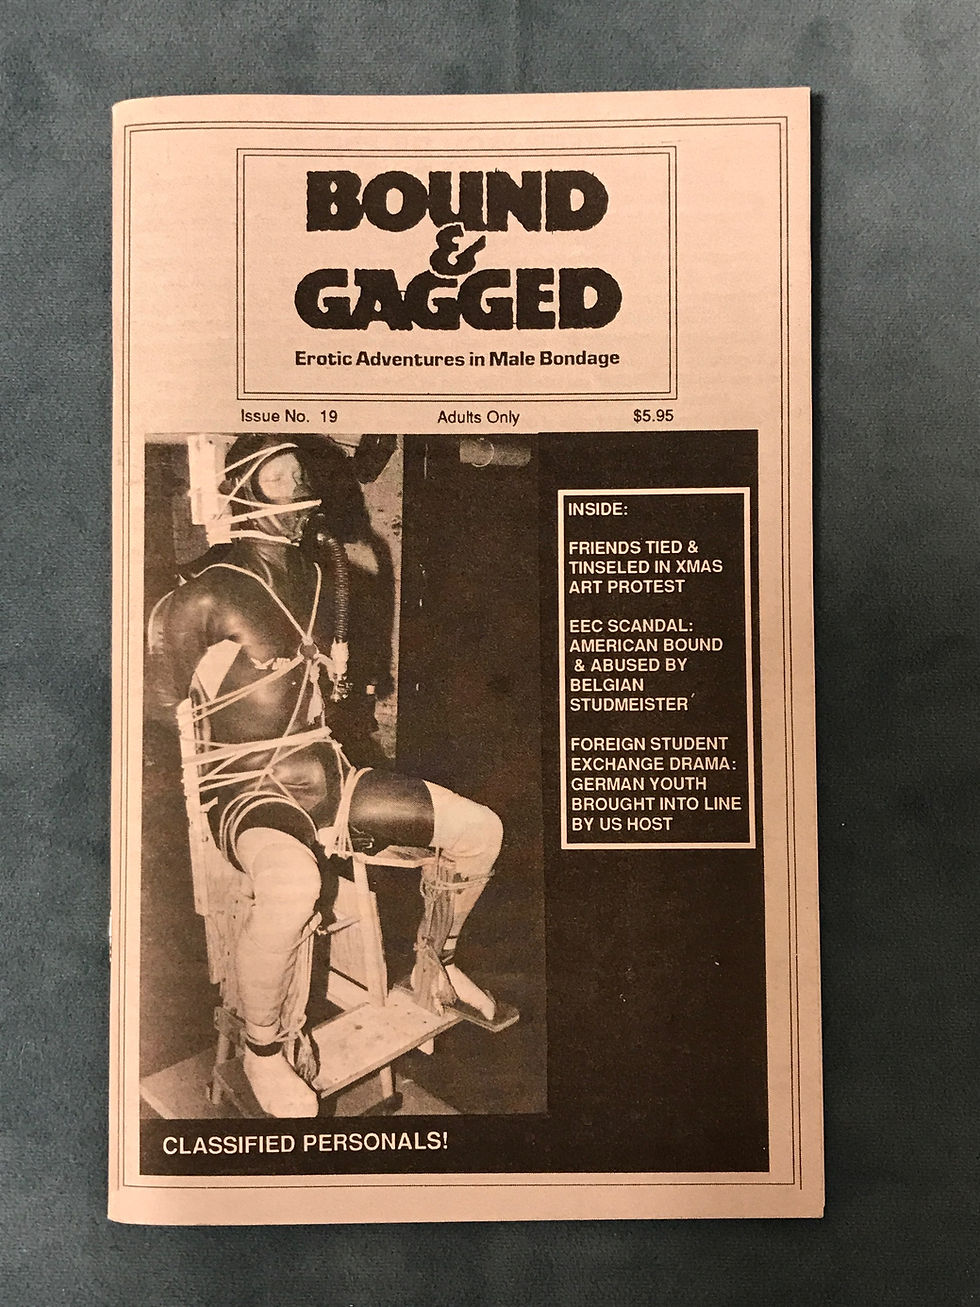 BOUND
&
GAGGED
Erotic Adventures in Male Bondage
Issue No. 19 Adults Only $5.95
INSIDE:
FRIENDS TIED &
TINSELED IN XMAS
ART PROTEST
EEC SCANDAL:
AMERICAN BOUND
& ABUSED BY
BELGIAN
STUDMEISTER
FOREIGN STUDENT
EXCHANGE DRAMA:
GERMAN YOUTH
BROUGHT INTO LINE
BY US HOST
CLASSIFIED PERSONALS!